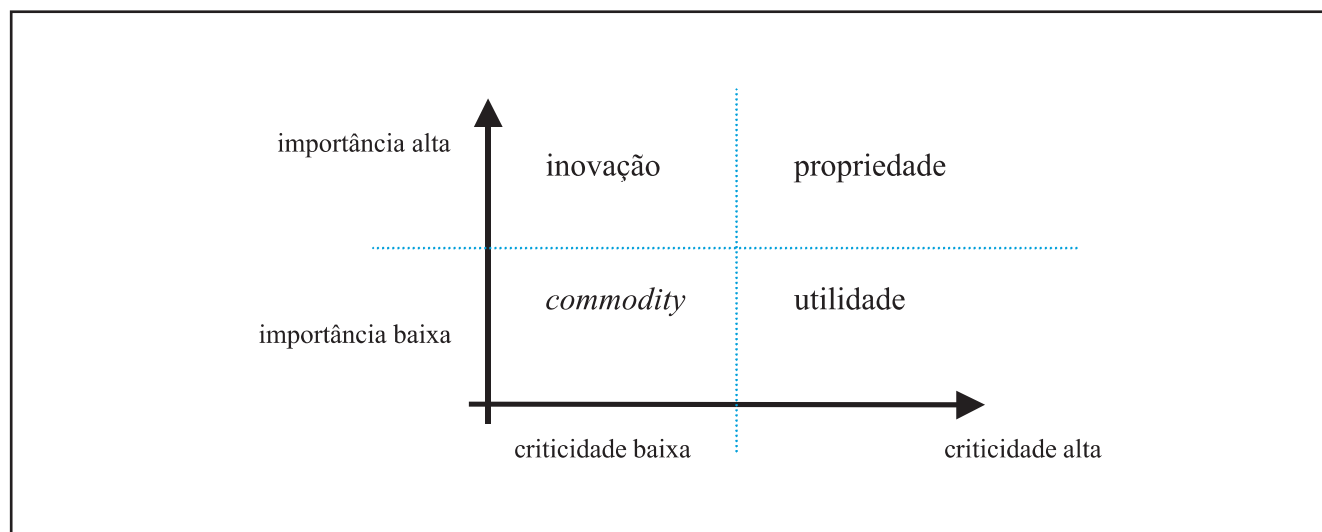 importância alta
inovação
propriedade
commodity
utilidade
importância baixa
criticidade baixa
criticidade alta